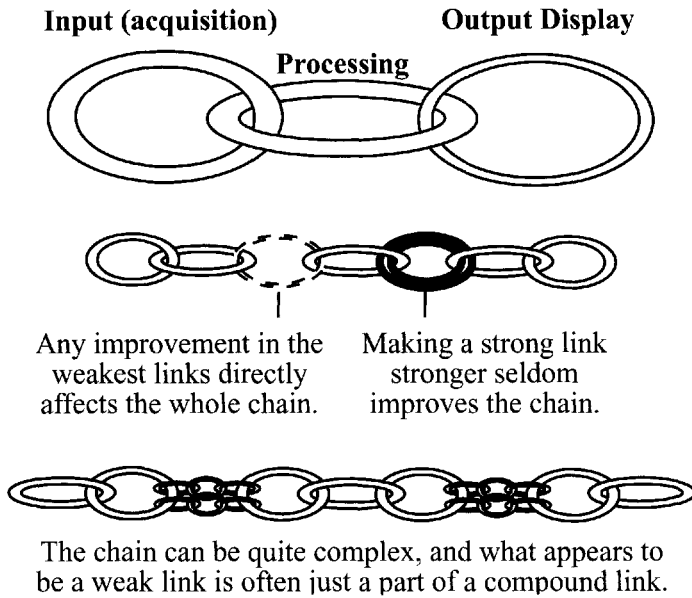 Input (acquisition)
Output Display
Processing
Any improvement in the
weakest links directly
affects the whole chain.
Making a strong link
stronger seldom
improves the chain.
The chain can be quite complex, and what appears to
be a weak link is often just a part of a compound link.